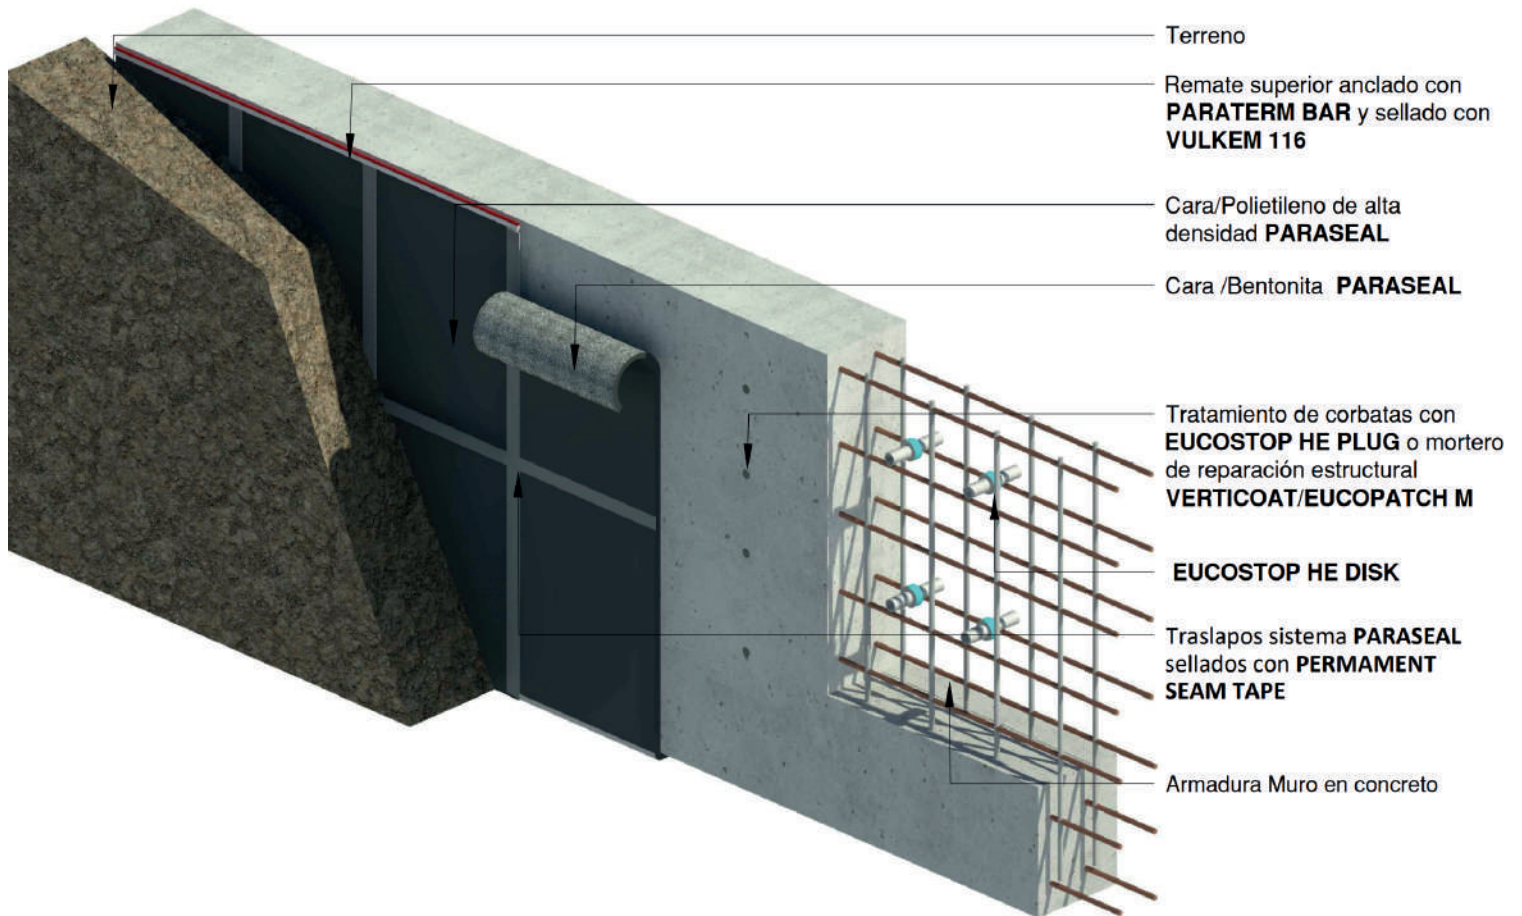 Terreno
Remate superior anclado con
PARATERM BAR y sellado con
VULKEM 116
Cara/Polietileno de alta
densidad PARASEAL
Cara /Bentonita PARASEAL
Tratamiento de corbatas con
EUCOSTOP HE PLUG o mortero
de reparación estructural
VERTICOAT/EUCOPATCH M
EUCOSTOP HE DISK
Traslapos sistema PARASEAL
sellados con PERMAMENT
SEAM TAPE
Armadura Muro en concreto